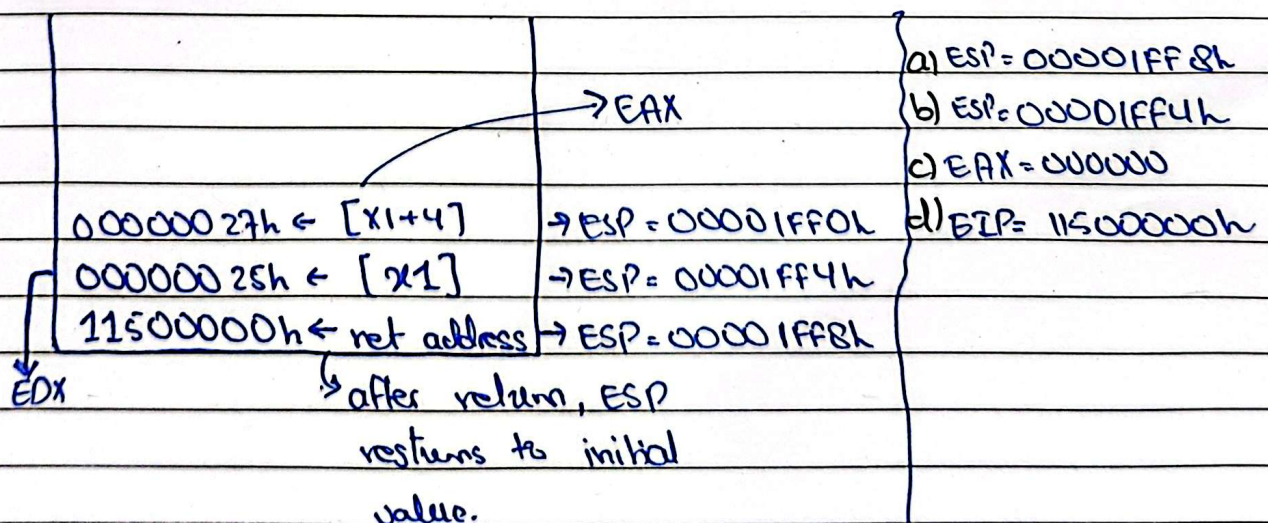 → EAX
00000027h ← [x1+4] → ESP = 00001FF0h
00000025h ← [x1] → ESP = 00001FF4h
11500000h ← ret address → ESP = 00001FF8h
EDX
↳ after return, ESP
resturns to initial
value.
a) ESP = 00001FF8h
b) ESP = 00001FF4h
c) EAX = 000000
d) EIP = 11500000h